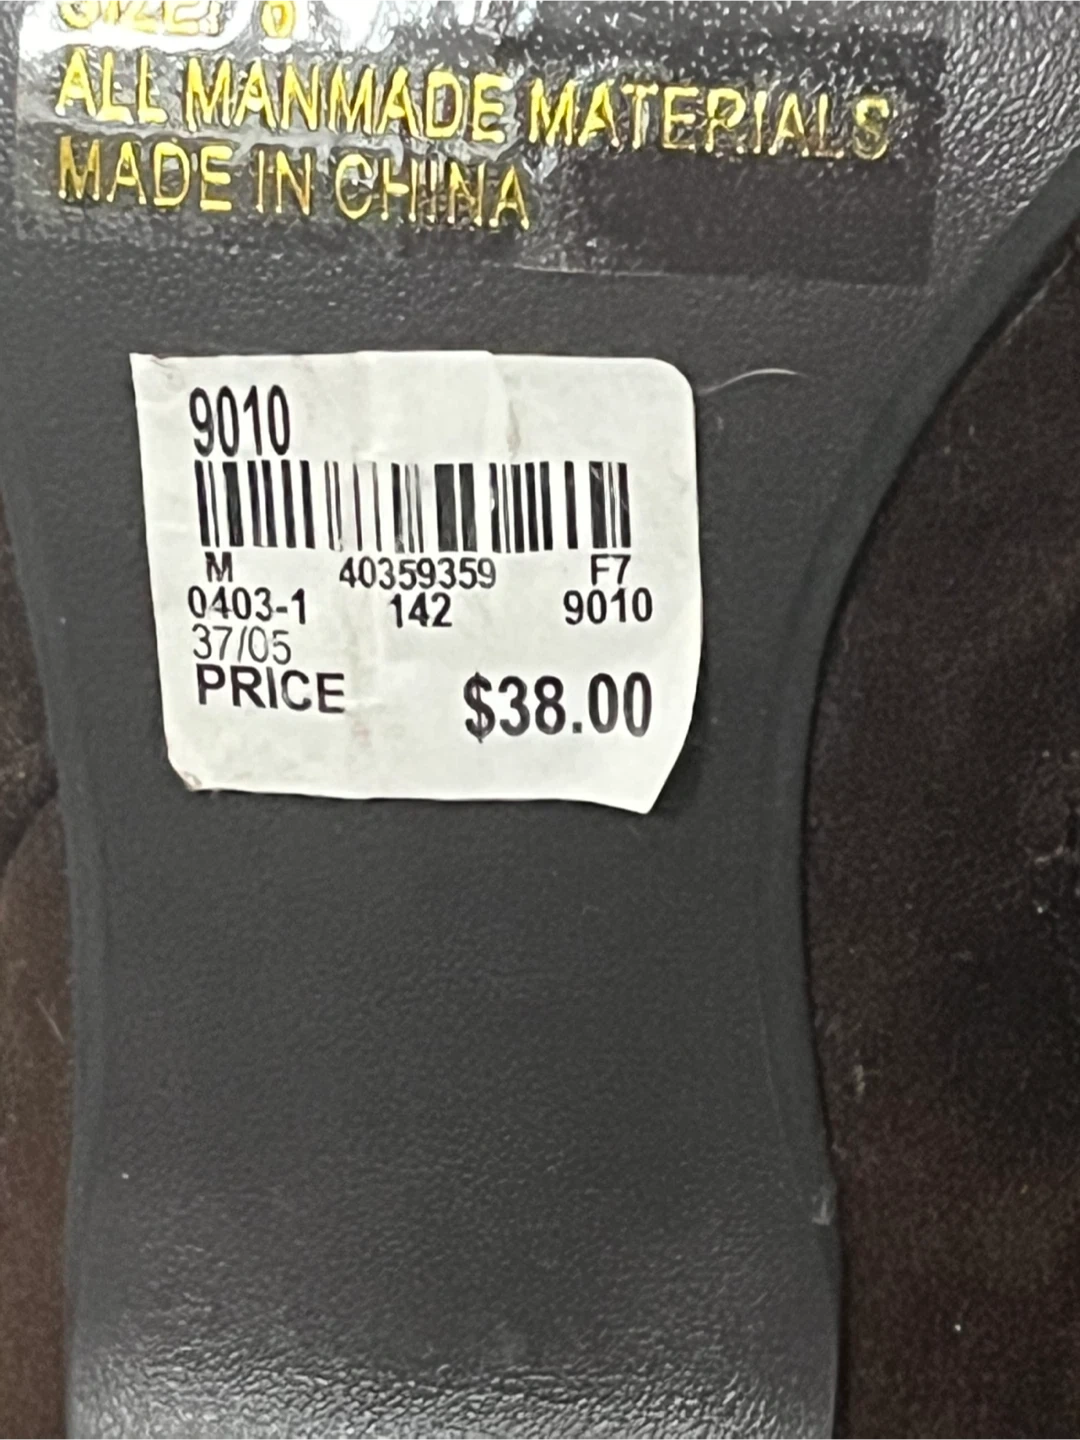 ALL MANMADE MATERIALS
MADE IN CHINA
9010
M 40359359 F7
0403-1 142 9010
37/05
PRICE $38.00